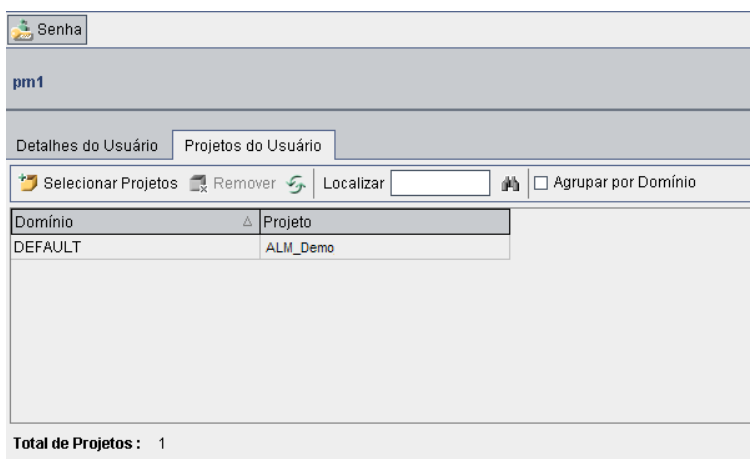 Senha
pm1
Detalhes do Usuário Projetos do Usuário
Selecionar Projetos Remover Localizar Agrupar por Domínio
Domínio Projeto
DEFAULT ALM_Demo
Total de Projetos : 1